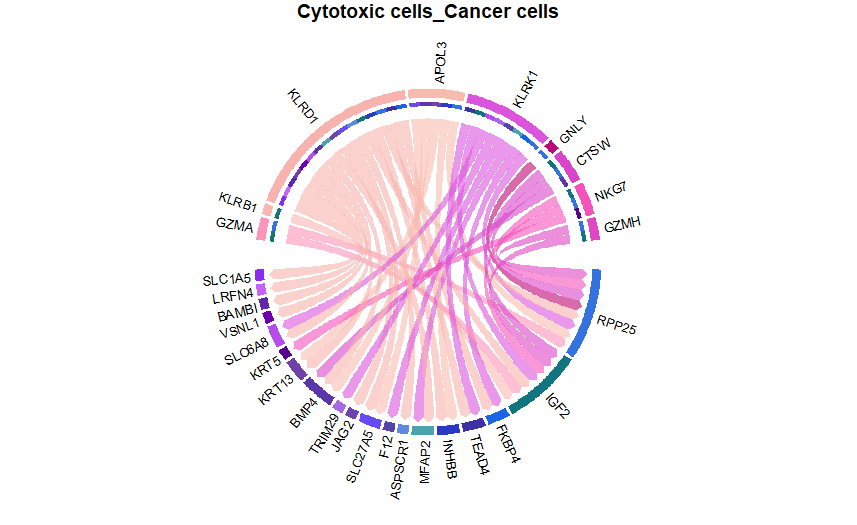 Cytotoxic cells_Cancer cells
APOL3
KLRK1
KLRD1
GNLY
CTSW
NKG7
GZMH
KLRB1
GZMA
SLC1A5
LRFN4
BAMBI
VSNL1
SLC6A8
KRT5
KRT13
BMP4
TRIM29
JAG2
SLC27A5
F12
ASPSCR1
MFAP2
INHBB
TEAD4
FKBP4
IGF2
RPP25